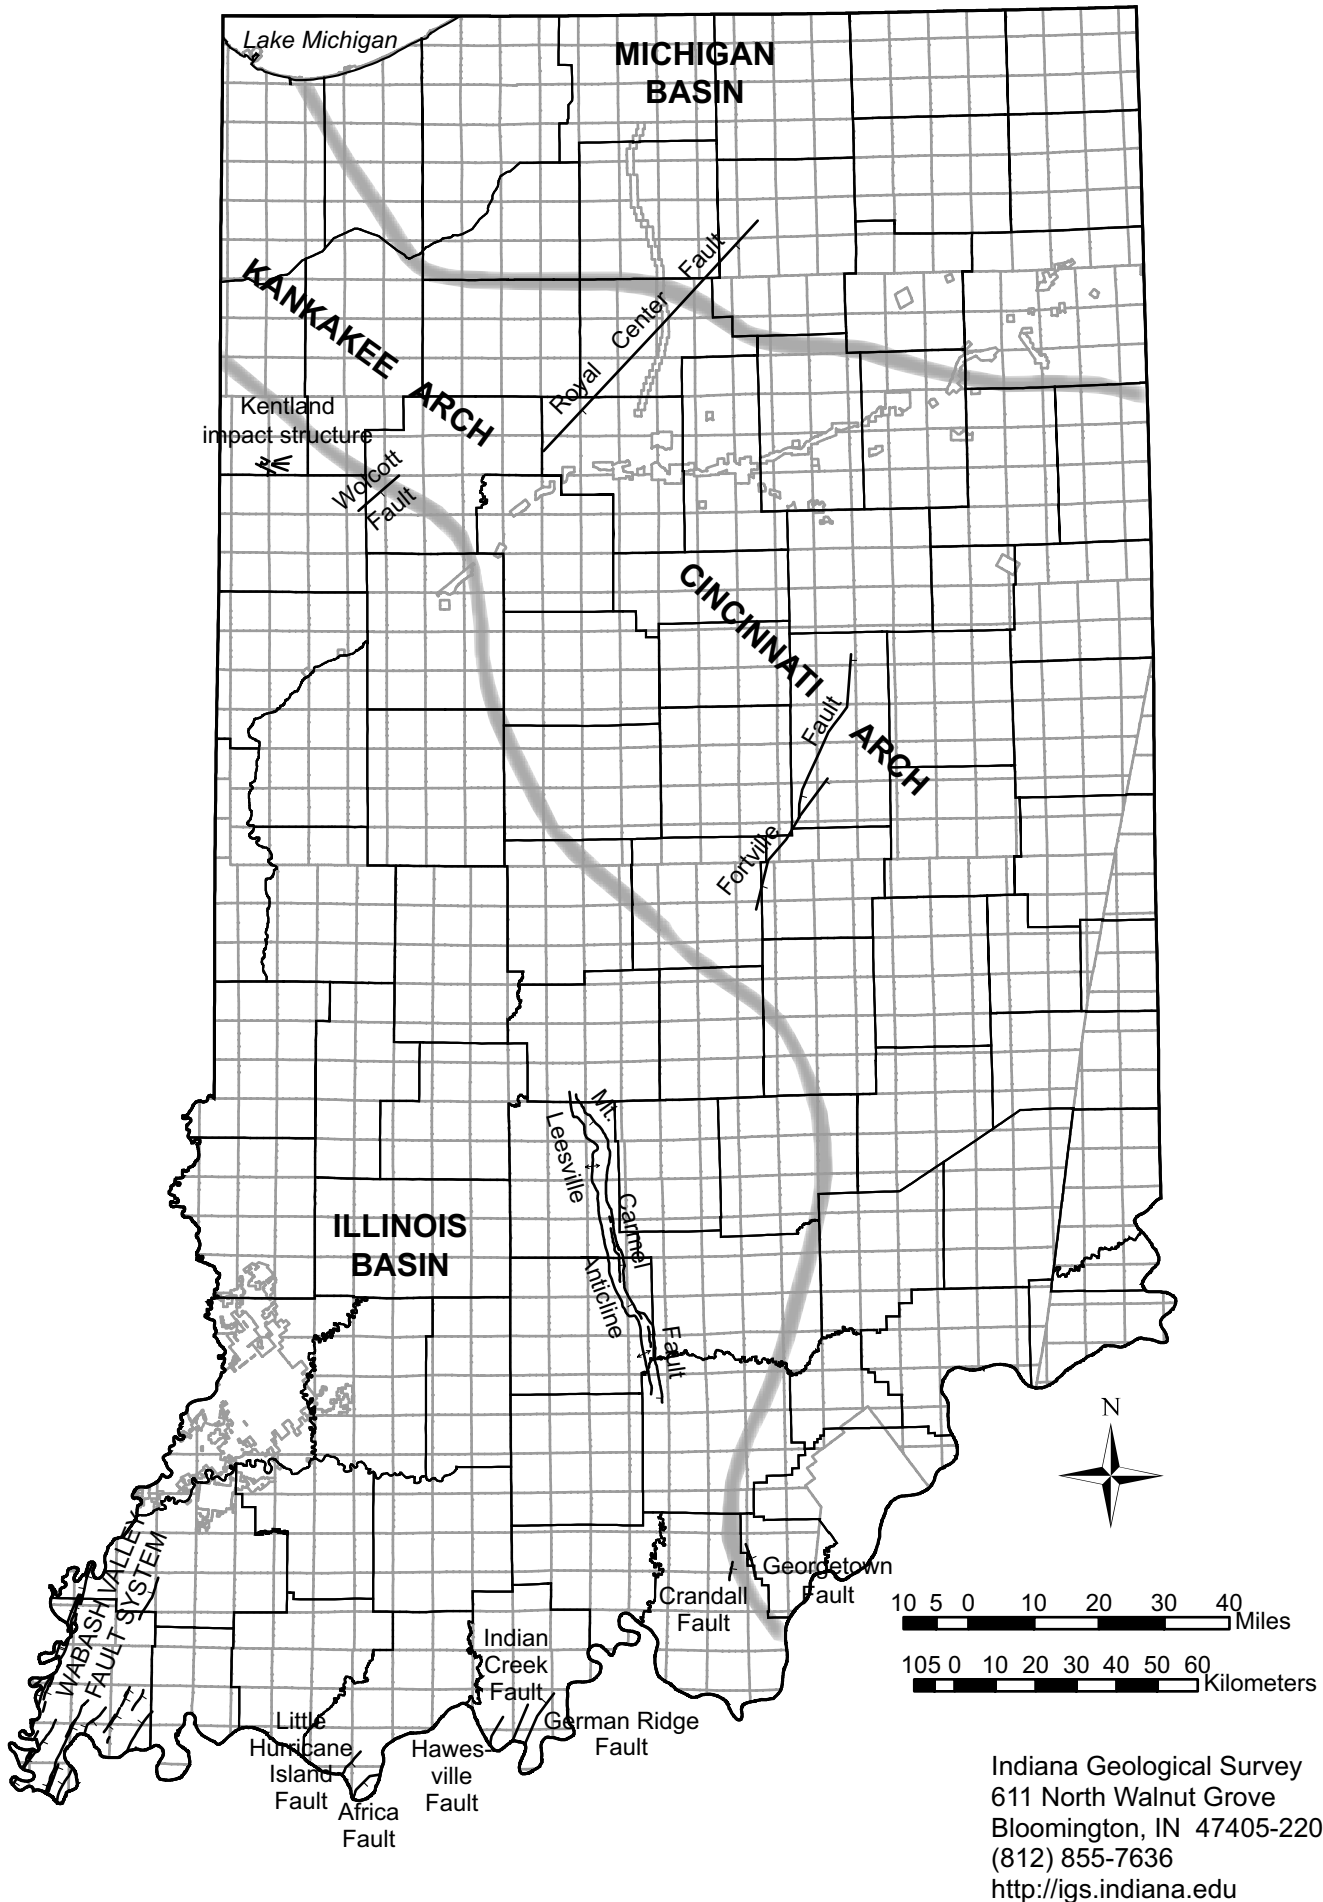 Lake Michigan
MICHIGAN
BASIN
Royal Center Fault
KANKAKEE ARCH
Kentland
impact structure
Wolcott
Fault
CINCINNATI ARCH
Fortville Fault
Mt. Carmel Fault
Leesville Anticline
ILLINOIS
BASIN
N
WABASH VALLEY
FAULT SYSTEM
Georgetown
Fault
Crandall
Fault
10 5 0 10 20 30 40
Miles
105 0 10 20 30 40 50 60
Kilometers
Indian
Creek
Fault
German Ridge
Fault
Little
Hurricane
Island
Fault
Hawes-
ville
Fault
Africa
Fault
Indiana Geological Survey
611 North Walnut Grove
Bloomington, IN 47405-220
(812) 855-7636
http://igs.indiana.edu